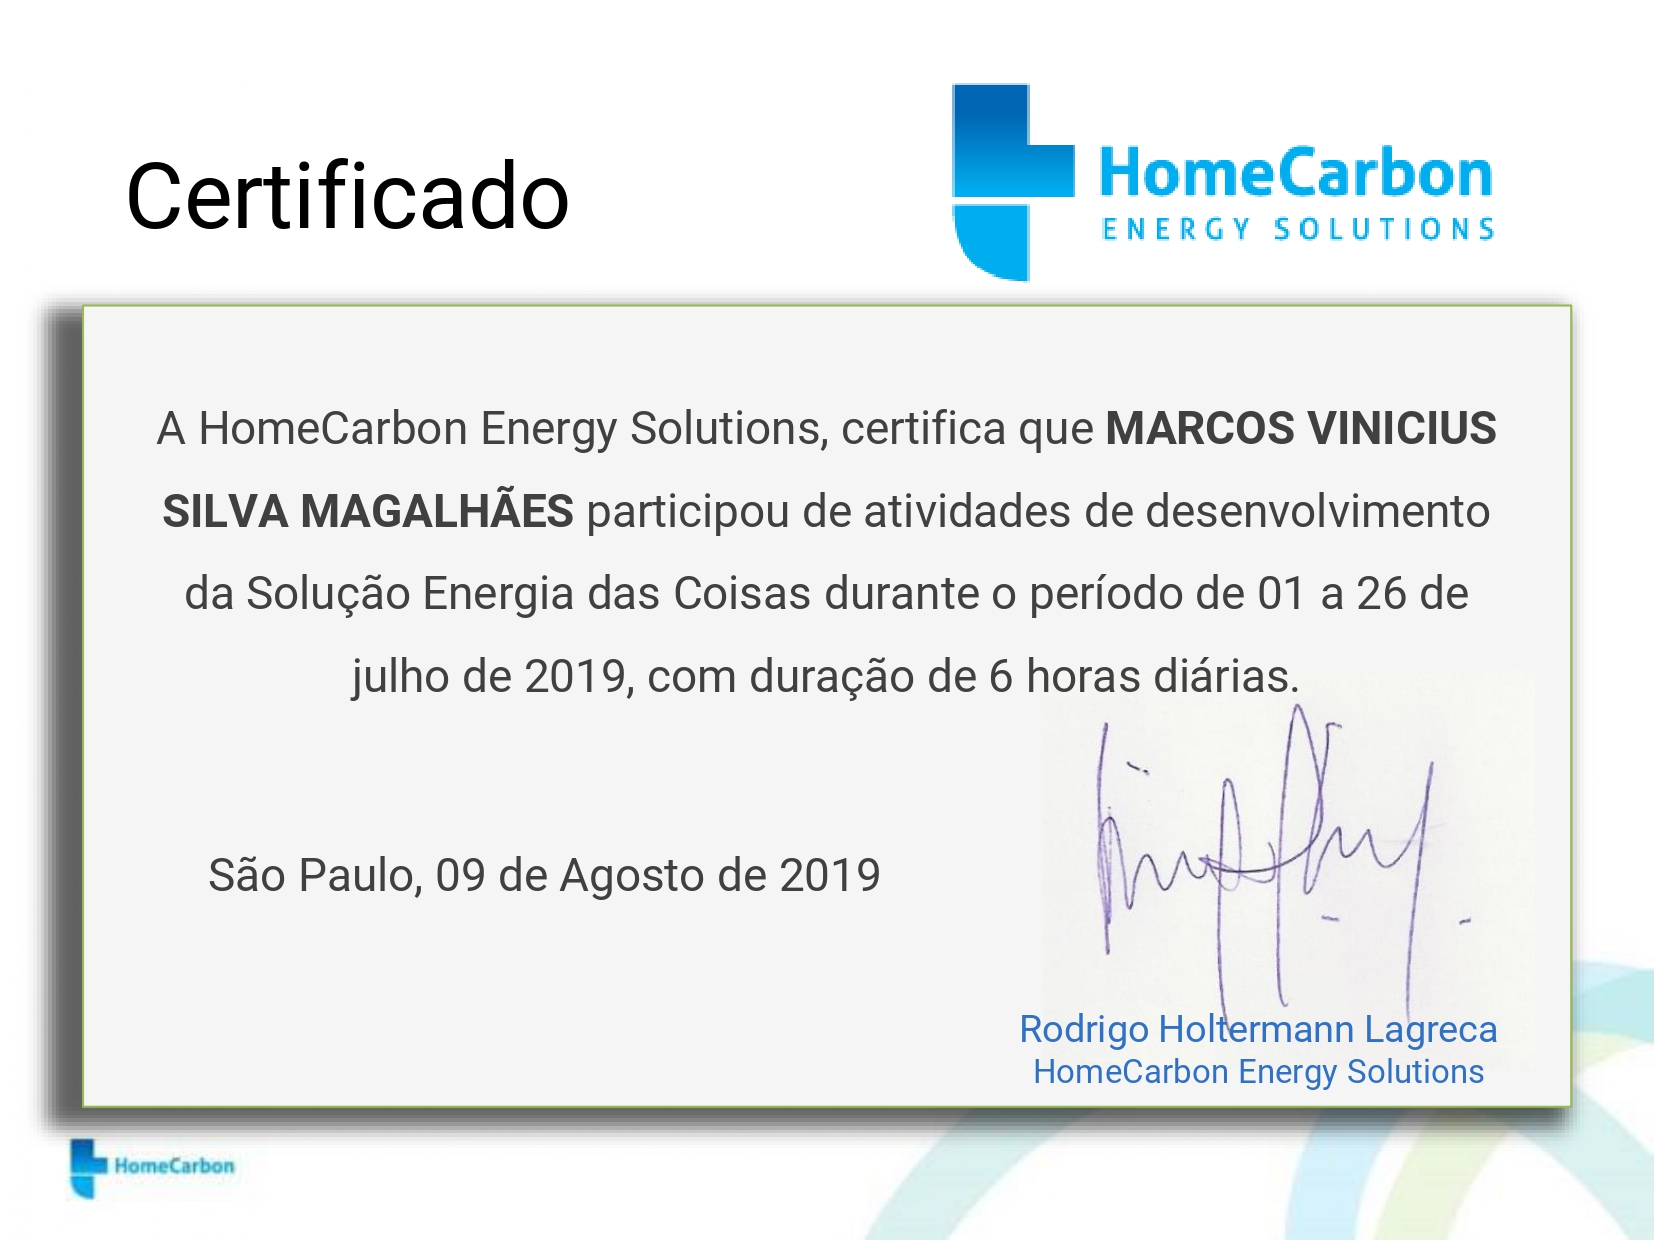 Certificado
HomeCarbon
ENERGY SOLUTIONS
A HomeCarbon Energy Solutions, certifica que MARCOS VINICIUS
SILVA MAGALHÃES participou de atividades de desenvolvimento
da Solução Energia das Coisas durante o período de 01 a 26 de
julho de 2019, com duração de 6 horas diárias.
São Paulo, 09 de Agosto de 2019
Rodrigo Holtermann Lagreca
HomeCarbon Energy Solutions
HomeCarbon